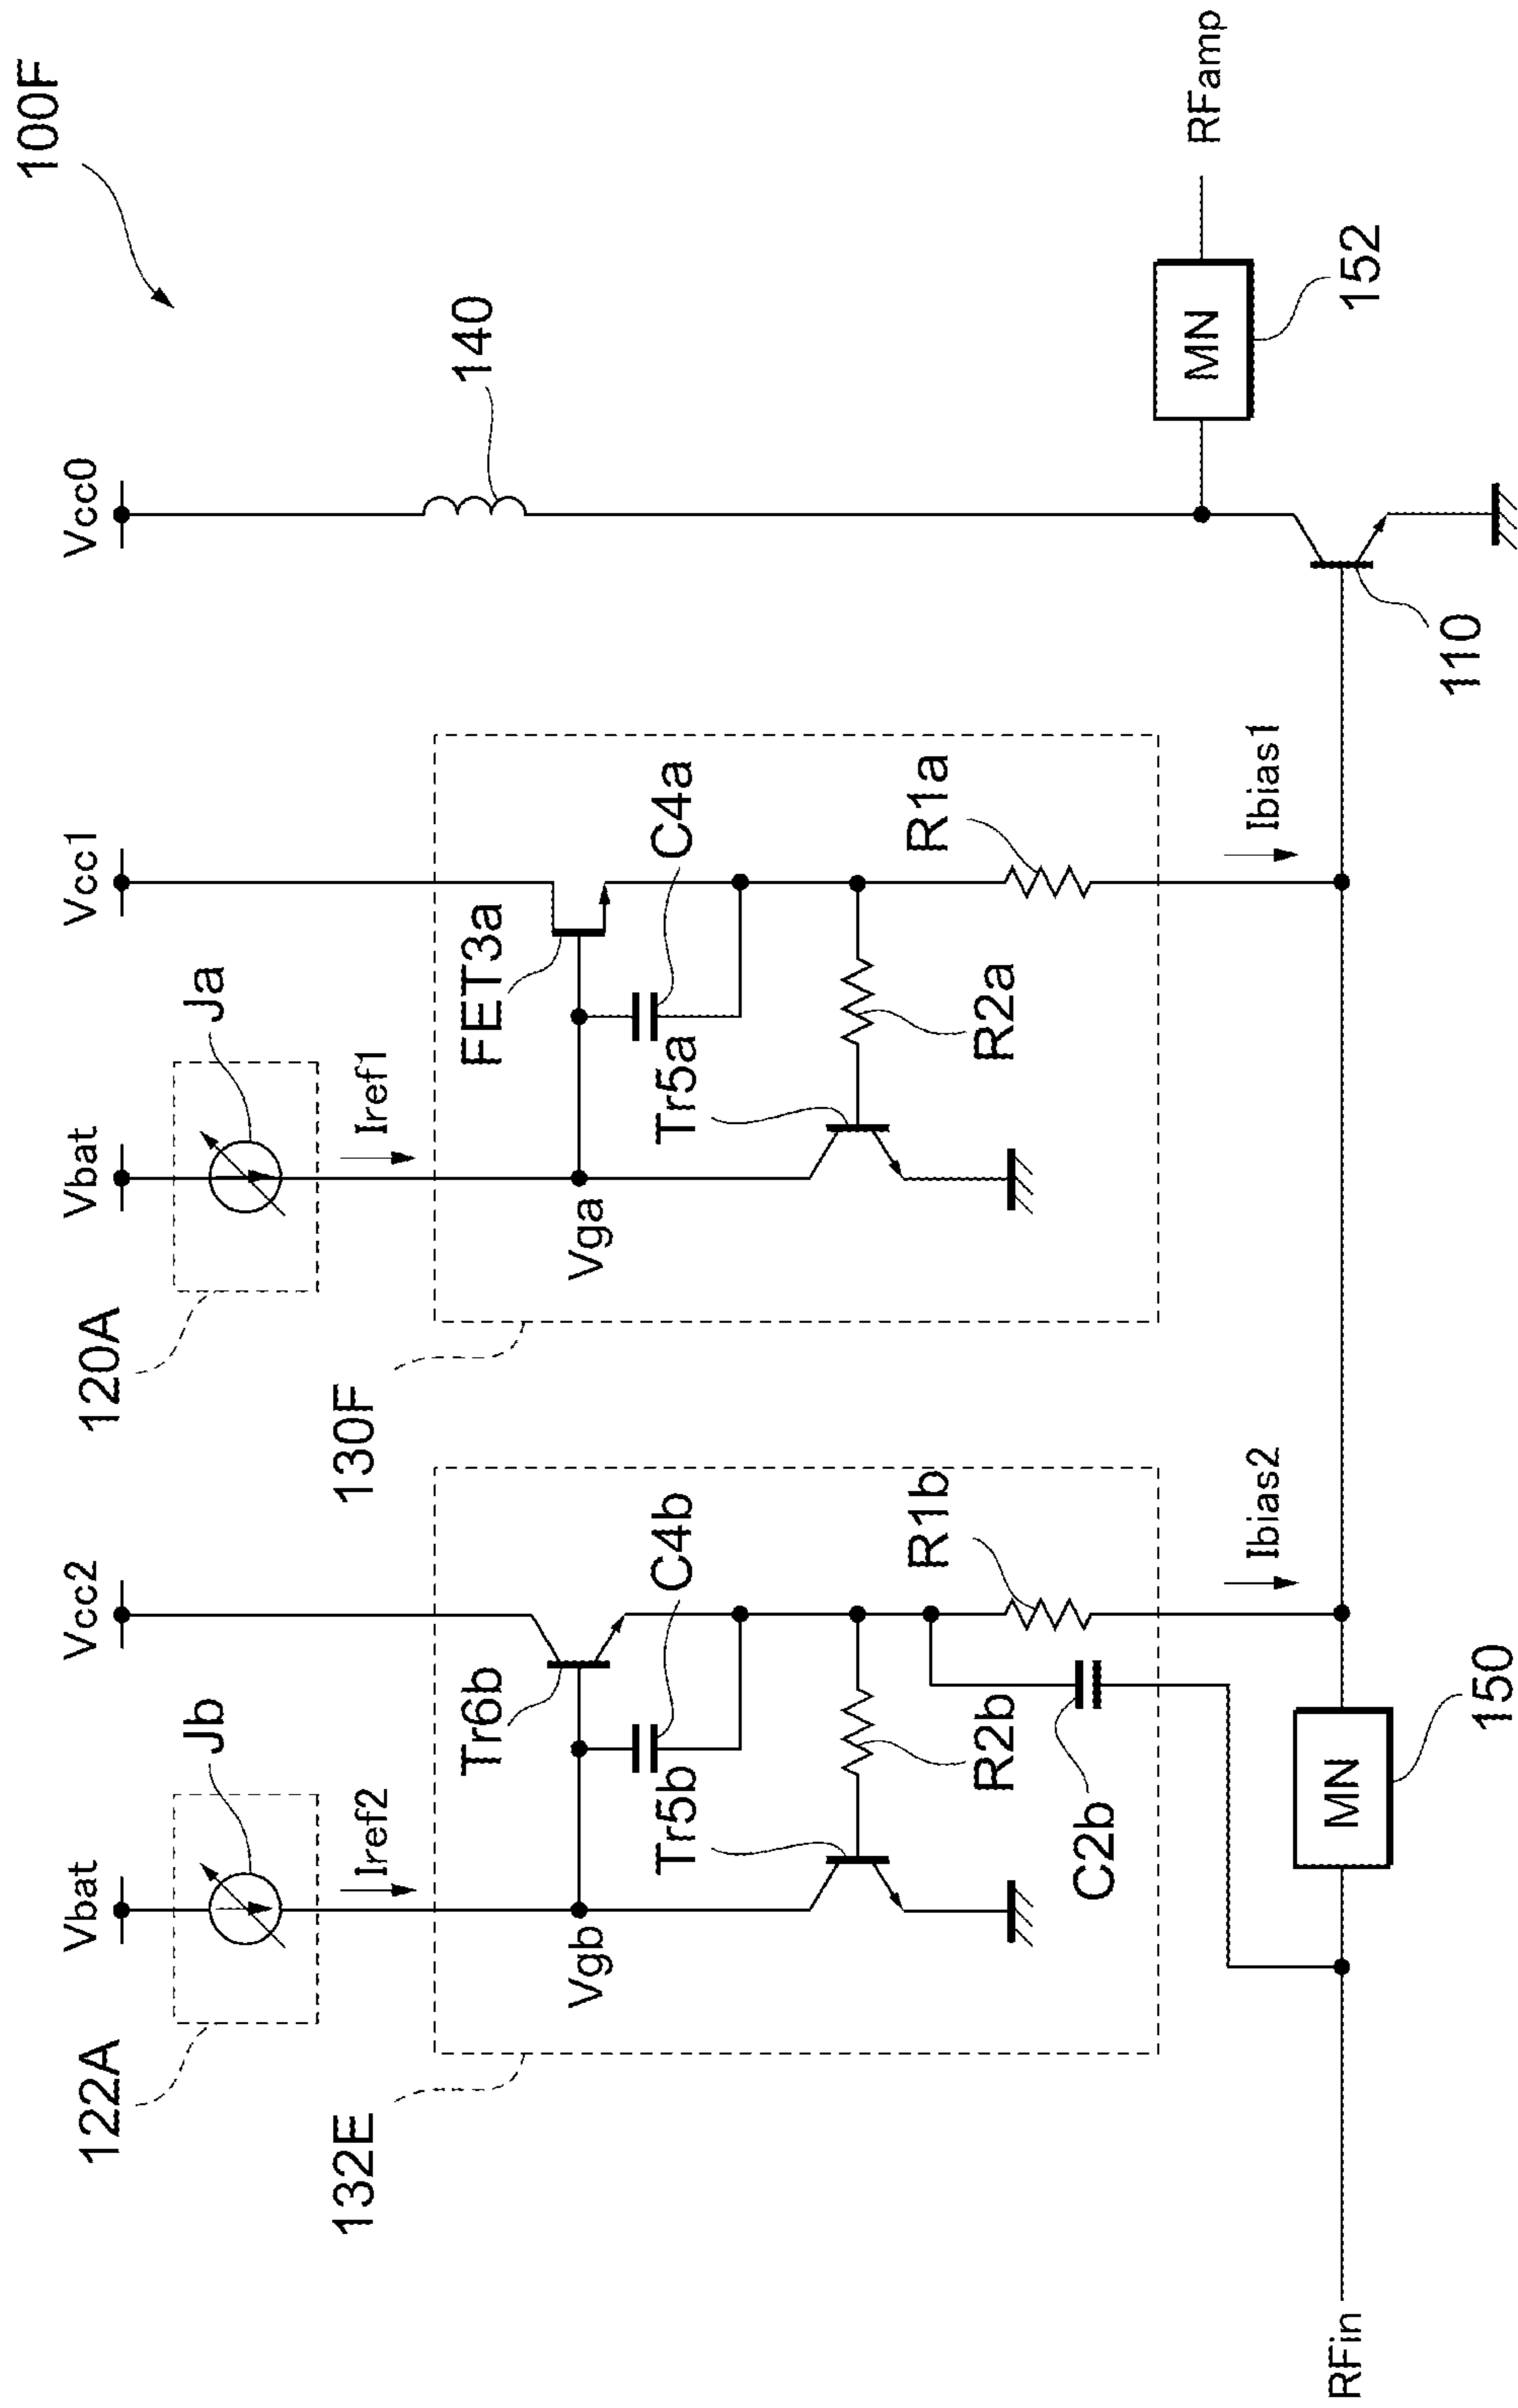 100F
Vbat
Vcc2
Vbat
Vcc1
Vcc0
122A
Jb
120A
Ja
Iref2
Iref1
140
132E
130F
Tr6b
FET3a
Vgb
Vga
C4b
C4a
Tr5b
Tr5a
R1b
R1a
R2b
R2a
C2b
RFamp
MN
152
Ibias2
Ibias1
RFin
MN
150
110